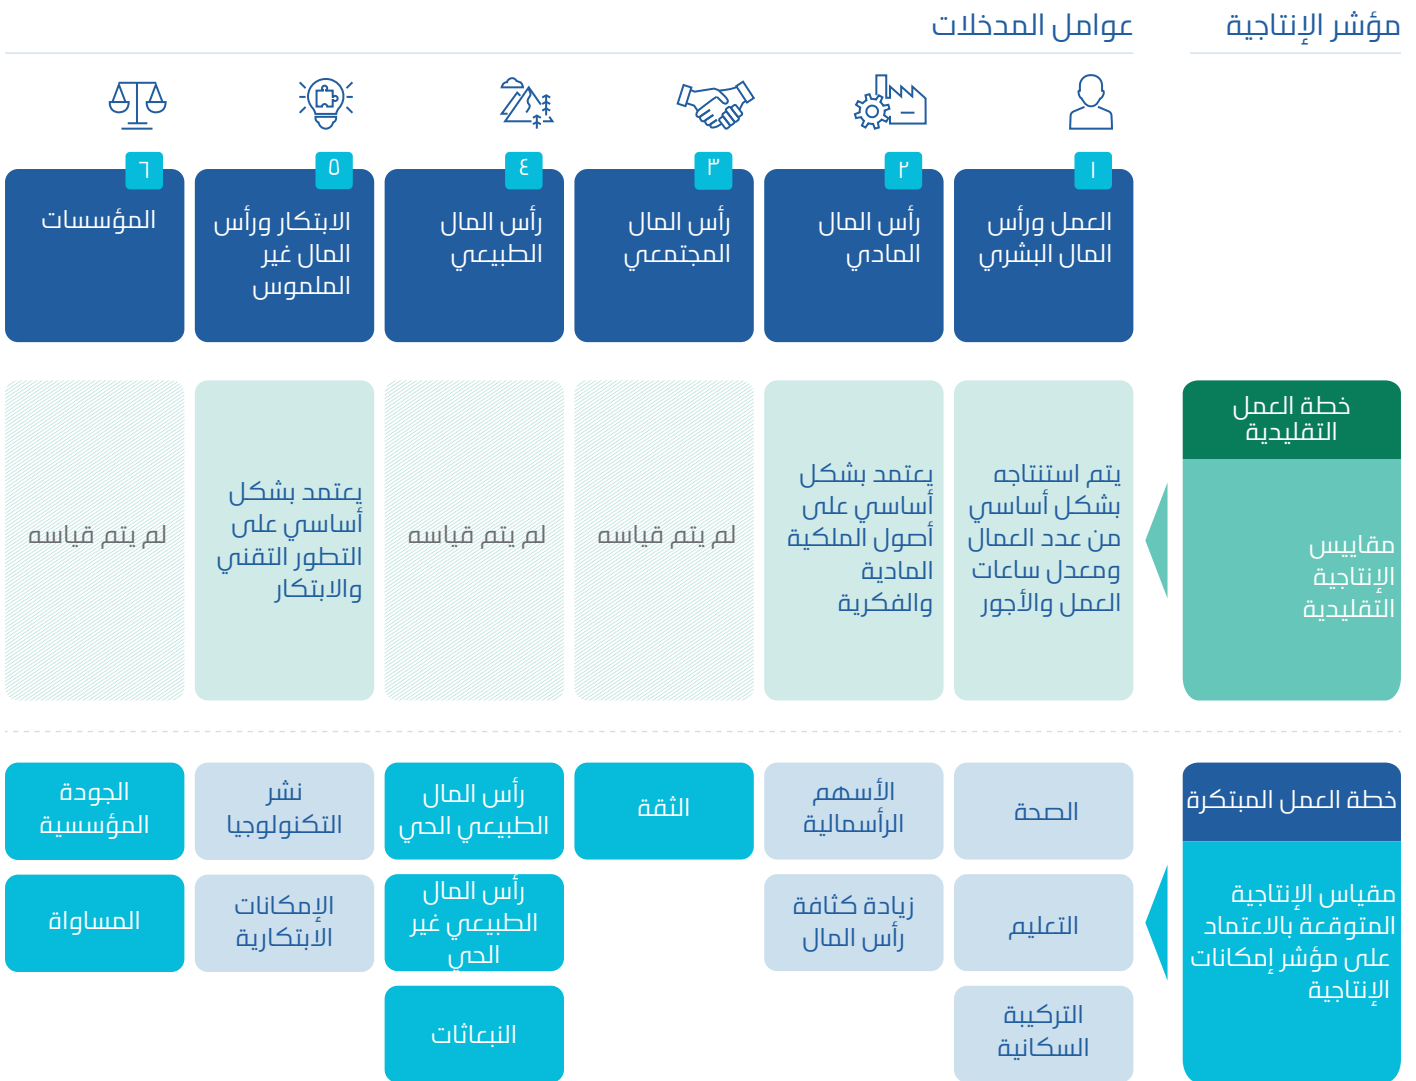 مؤشر الإنتاجية
عوامل المدخلات
١
العمل ورأس
المال البشري
٢
رأس المال
المادي
٣
رأس المال
المجتمعي
٤
رأس المال
الطبيعي
٥
الابتكار ورأس
المال غير
الملموس
٦
المؤسسات
خطة العمل
التقليدية
مقاييس
الإنتاجية
التقليدية
يتم استنتاجه
بشكل أساسي
من عدد العمال
ومعدل ساعات
العمل والأجور
يعتمد بشكل
أساسي على
أصول الملكية
المادية
والفكرية
لم يتم قياسه
لم يتم قياسه
يعتمد بشكل
أساسي على
التطور التقني
والابتكار
لم يتم قياسه
خطة العمل المبتكرة
مقياس الإنتاجية
المتوقعة بالاعتماد
على مؤشر إمكانات
الإنتاجية
الصحة
التعليم
التركيبة
السكانية
الأسهم
الرأسمالية
زيادة كثافة
رأس المال
الثقة
رأس المال
الطبيعي الحي
رأس المال
الطبيعي غير
الحي
النبعاثات
نشر
التكنولوجيا
الإمكانات
الابتكارية
الجودة
المؤسسية
المساواة